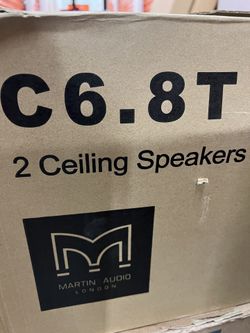 C6.8T
2 Ceiling Speakers
MARTIN AUDIO
LONDON